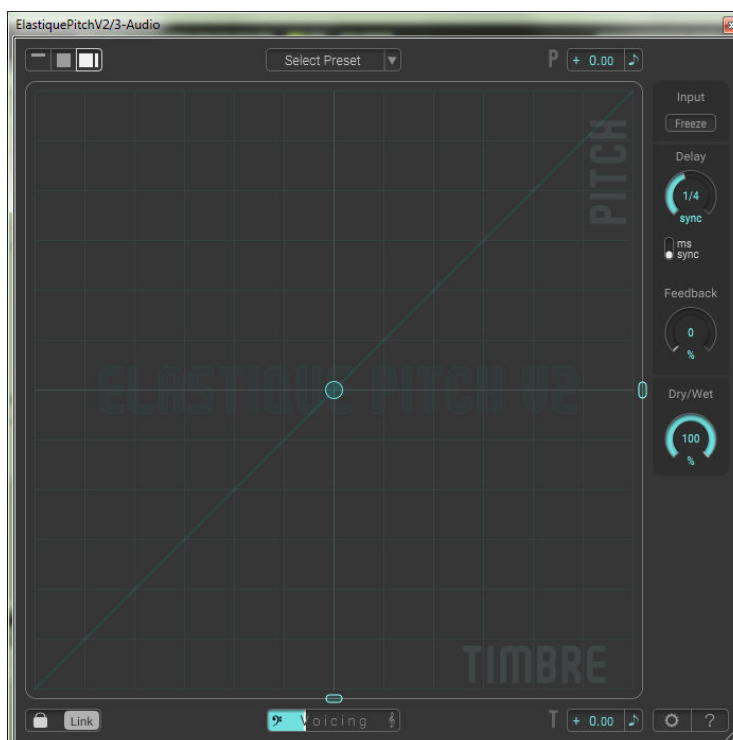 ElastiquePitchV2/3-Audio
Select Preset
P + 0.00
Input
Freeze
PITCH
Delay
1/4
sync
ms
sync
Feedback
0
%
ELASTIQUE PITCH V2
Dry/Wet
100
%
TIMBRE
Link
Voicing
T + 0.00
?